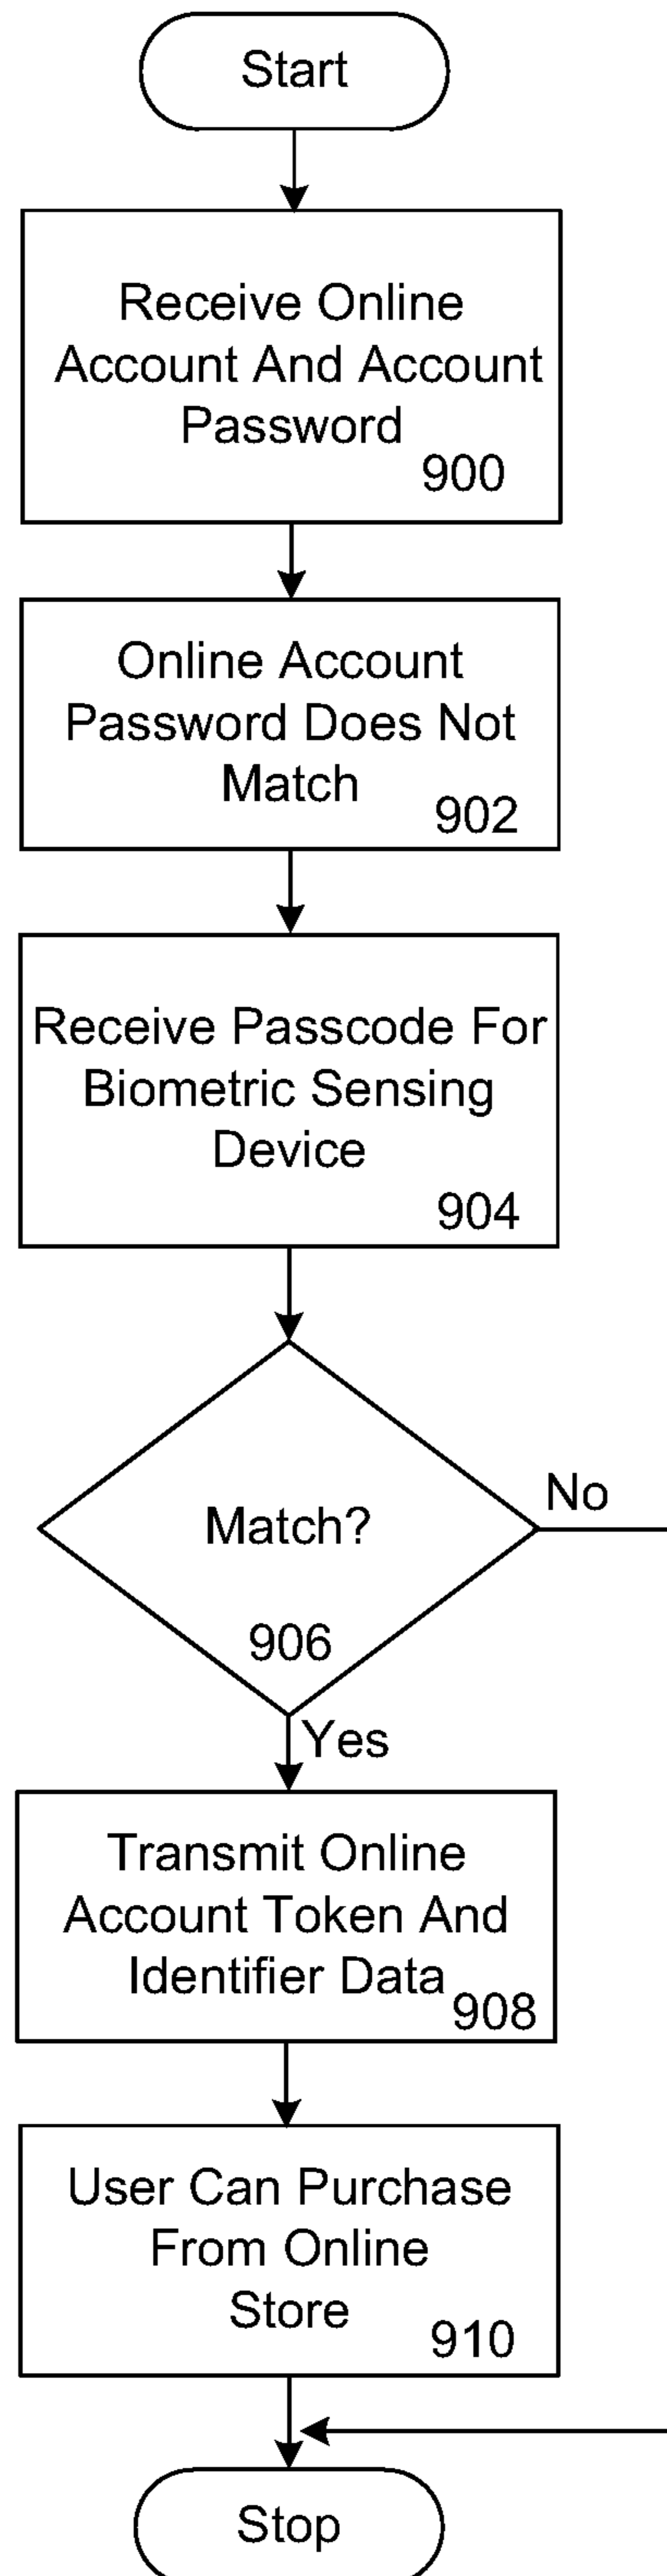 Start
Receive Online
Account And Account
Password
900
Online Account
Password Does Not
Match
902
Receive Passcode For
Biometric Sensing
Device
904
Match?
906
No
Yes
Transmit Online
Account Token And
Identifier Data
908
User Can Purchase
From Online
Store
910
Stop